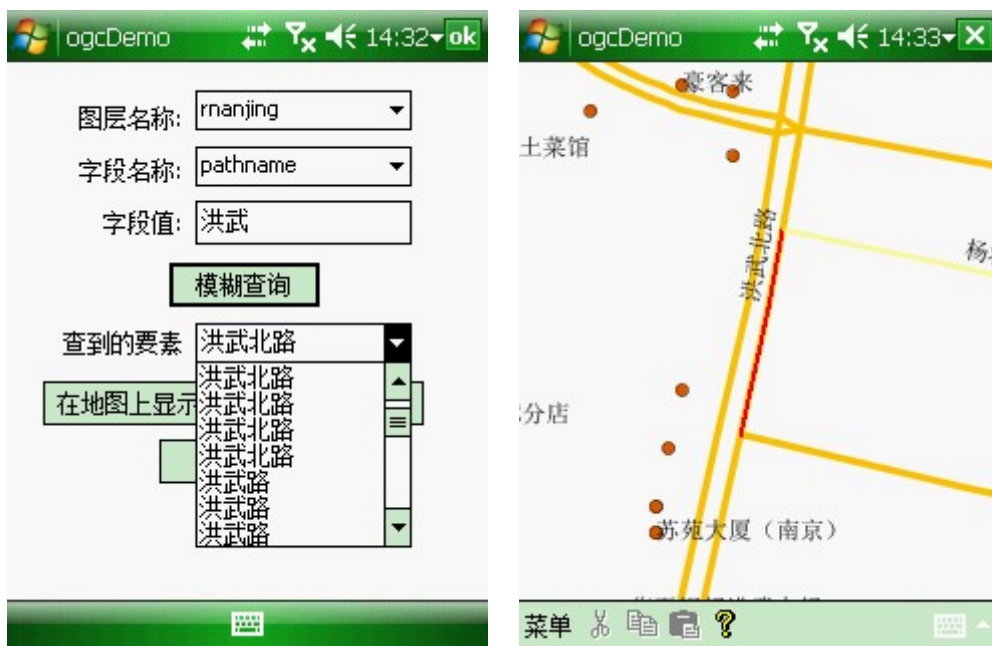 ogcDemo 14:32 ok
图层名称: rnanjing
字段名称: pathname
字段值: 洪武
模糊查询
查到的要素 洪武北路
洪武北路
洪武北路
洪武北路
洪武北路
洪武路
洪武路
洪武路
在地图上显示
ogcDemo 14:33
豪客来
土菜馆
洪武北路
杨
分店
苏苑大厦（南京）
菜单